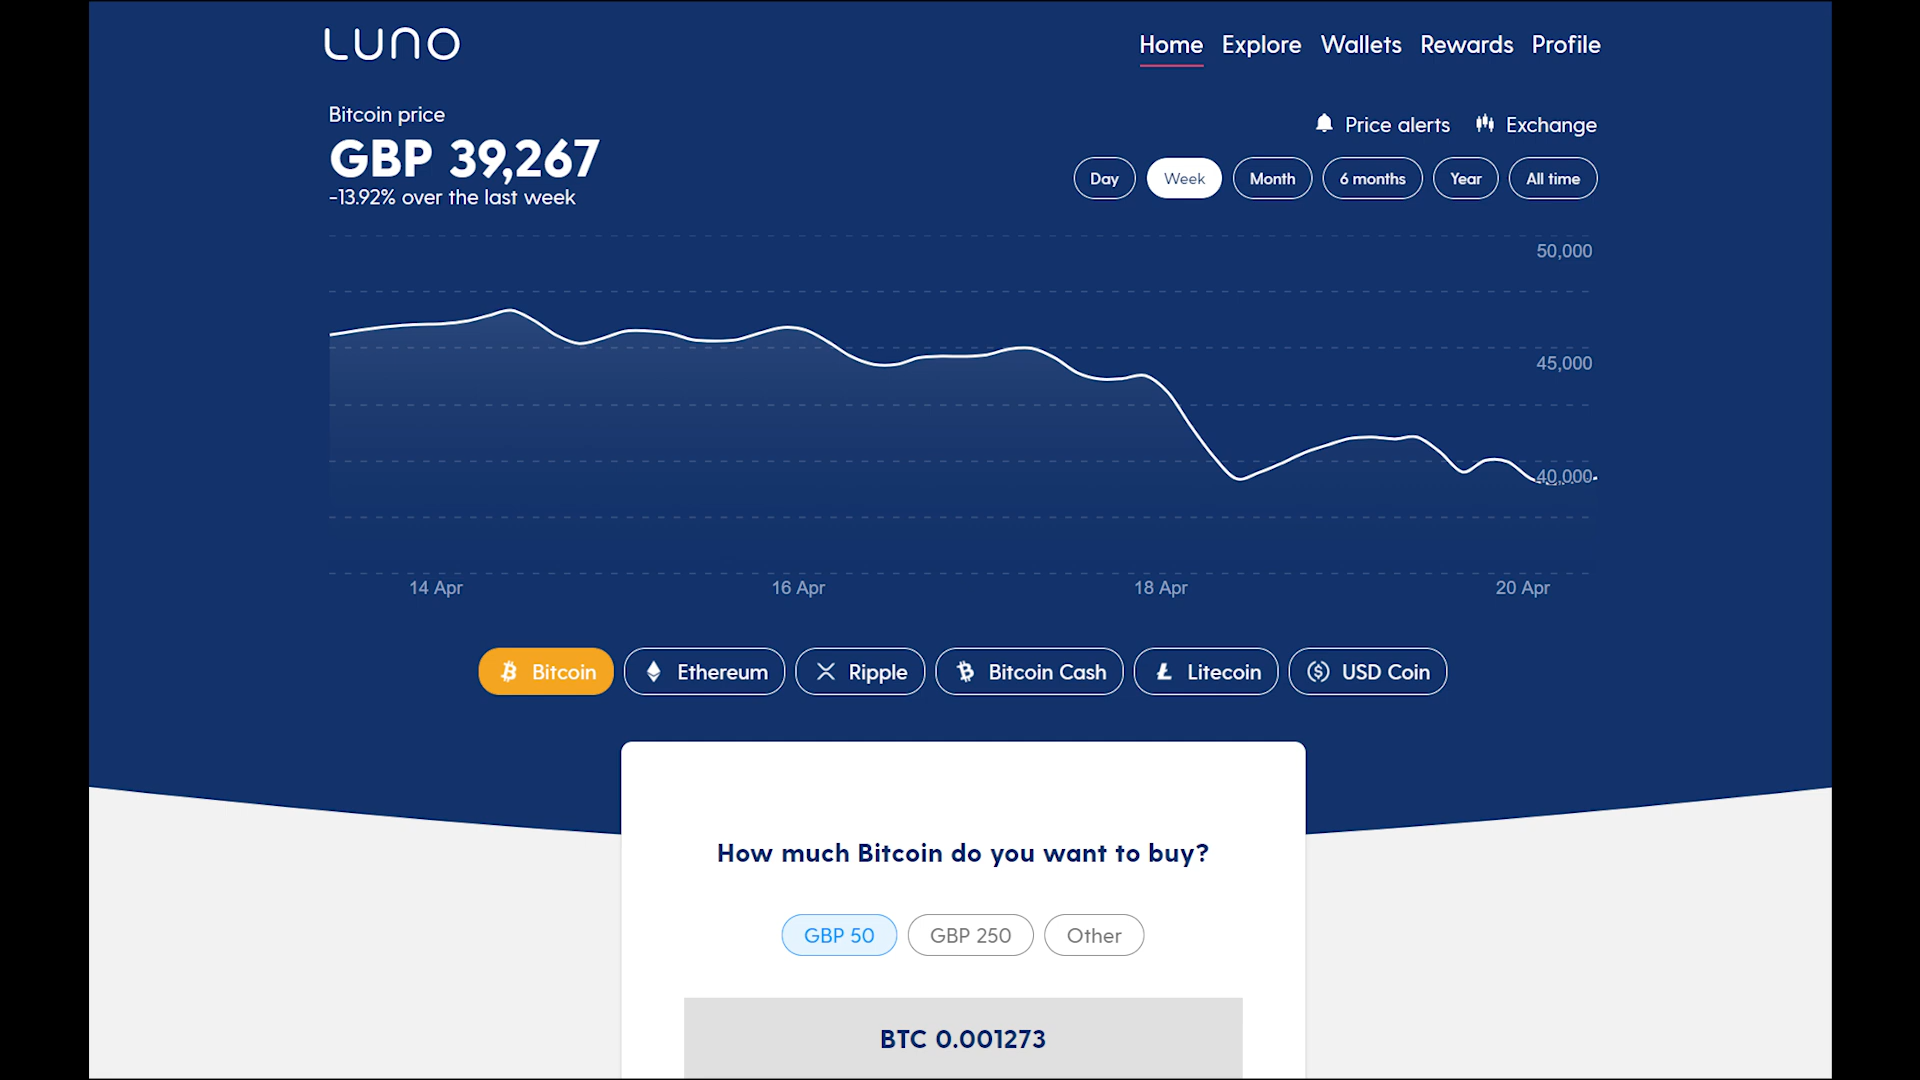 LUNO
Home Explore Wallets Rewards Profile
Bitcoin price
GBP 39,267
-13.92% over the last week
Price alerts Exchange
Day Week Month 6 months Year All time
50,000
45,000
40,000
14 Apr 16 Apr 18 Apr 20 Apr
Bitcoin Ethereum Ripple Bitcoin Cash Litecoin USD Coin
How much Bitcoin do you want to buy?
GBP 50 GBP 250 Other
BTC 0.001273